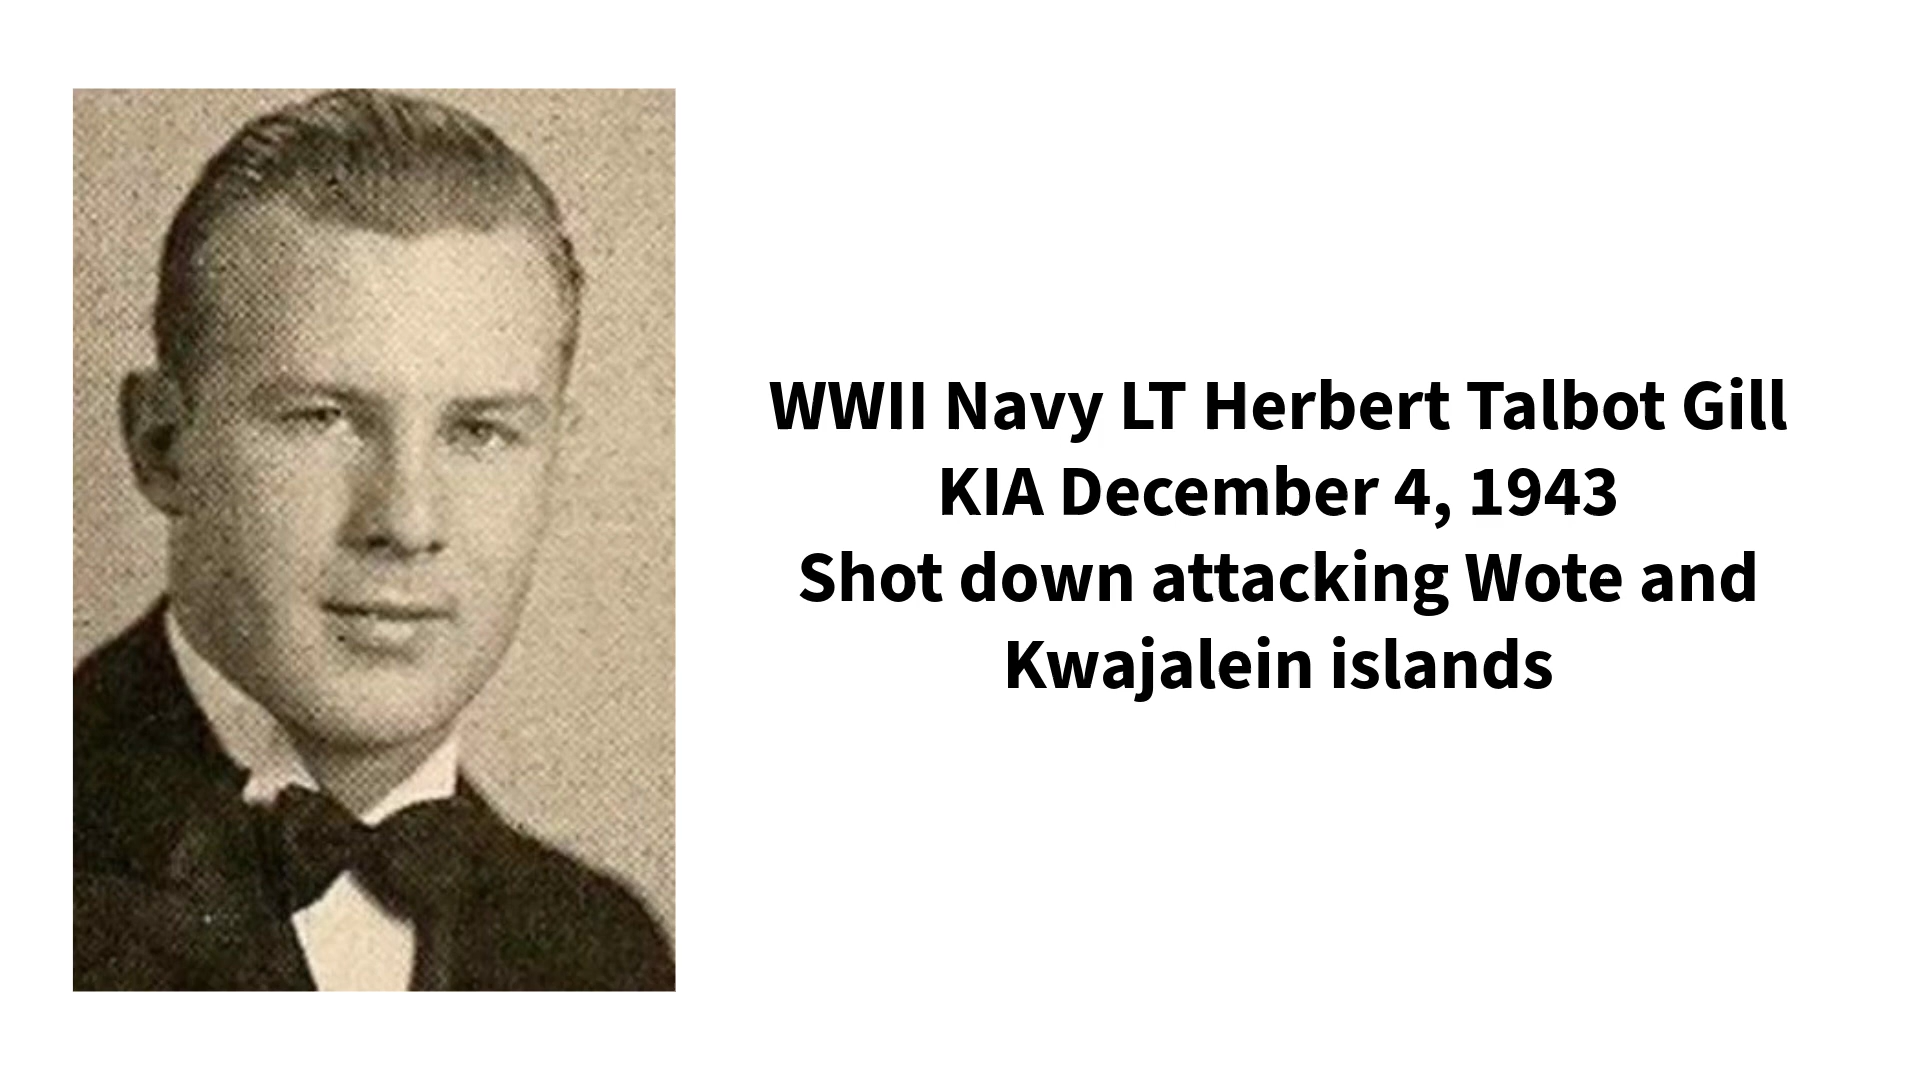 WWII Navy LT Herbert Talbot Gill
KIA December 4, 1943
Shot down attacking Wote and
Kwajalein islands